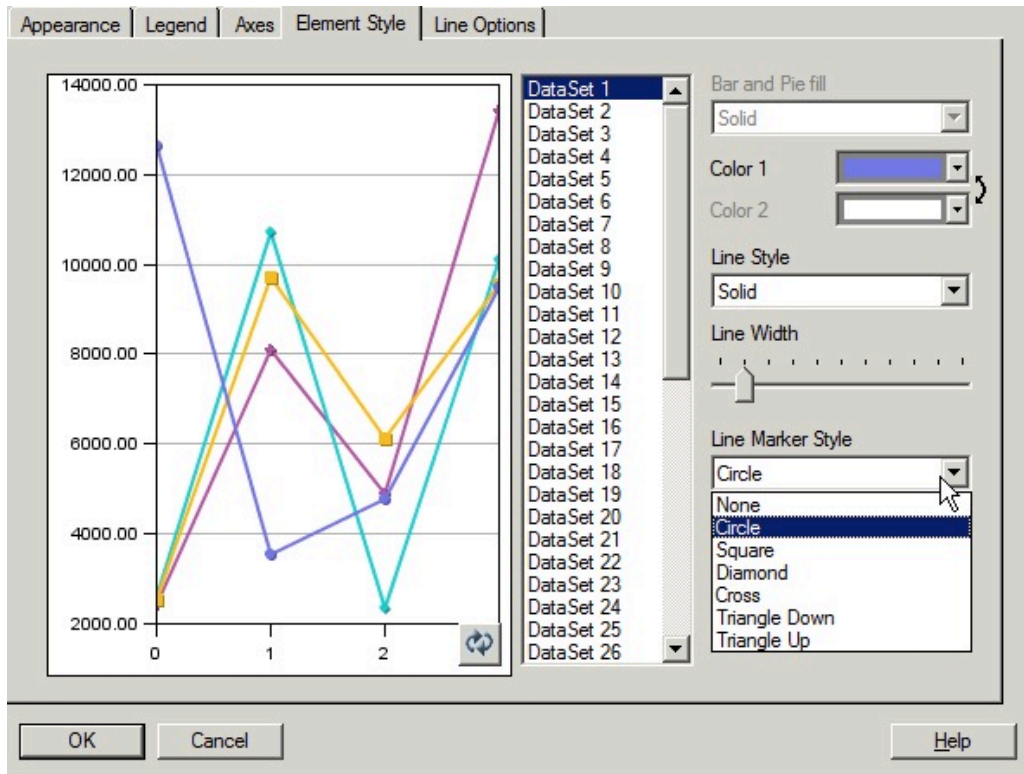 Appearance Legend Axes Element Style Line Options
14000.00
12000.00
10000.00
8000.00
6000.00
4000.00
2000.00
0 1 2
DataSet 1
DataSet 2
DataSet 3
DataSet 4
DataSet 5
DataSet 6
DataSet 7
DataSet 8
DataSet 9
DataSet 10
DataSet 11
DataSet 12
DataSet 13
DataSet 14
DataSet 15
DataSet 16
DataSet 17
DataSet 18
DataSet 19
DataSet 20
DataSet 21
DataSet 22
DataSet 23
DataSet 24
DataSet 25
DataSet 26
Bar and Pie fill
Solid
Color 1
Color 2
Line Style
Solid
Line Width
Line Marker Style
Circle
None
Circle
Square
Diamond
Cross
Triangle Down
Triangle Up
OK Cancel Help